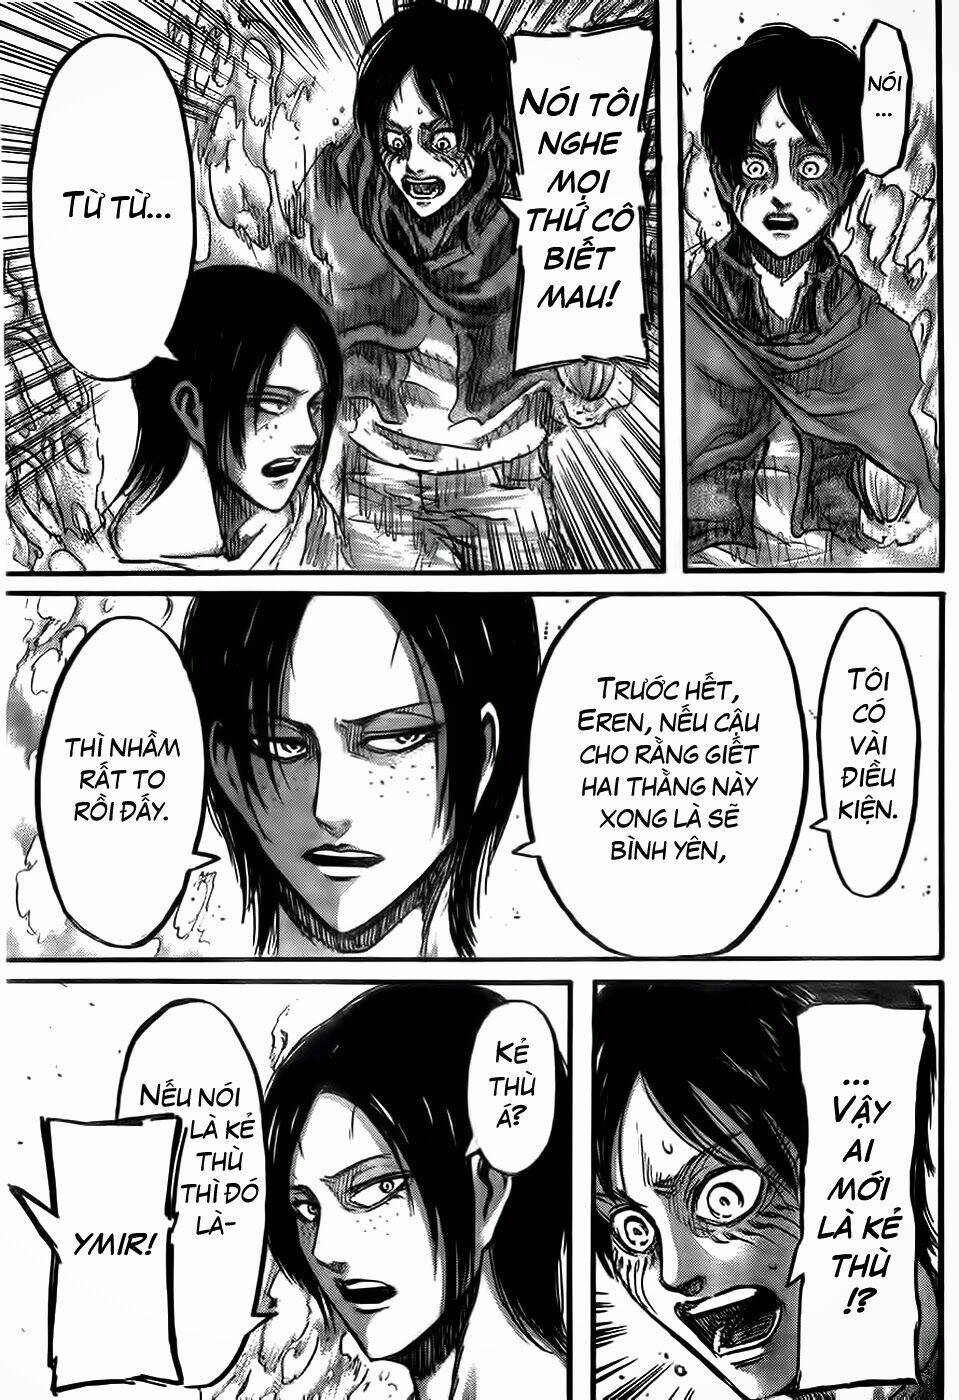 NÓI
...
NÓI TÔI
NGHE
MỌI
THỨ CÔ
BIẾT
MAU!
TỪ TỪ...
TÔI
CÓ
VÀI
ĐIỀU
KIỆN.
TRƯỚC HẾT,
EREN, NẾU CẬU
CHO RẰNG GIẾT
HAI THẰNG NÀY
XONG LÀ SẼ
BÌNH YÊN,
THÌ NHẦM
RẤT TO
RỒI ĐẤY.
...
VẬY
AI
MỚI
LÀ KẺ
THÙ
!?
KẺ
THÙ
Á?
NẾU NÓI
LÀ KẺ
THÙ
THÌ ĐÓ
LÀ-
YMIR!